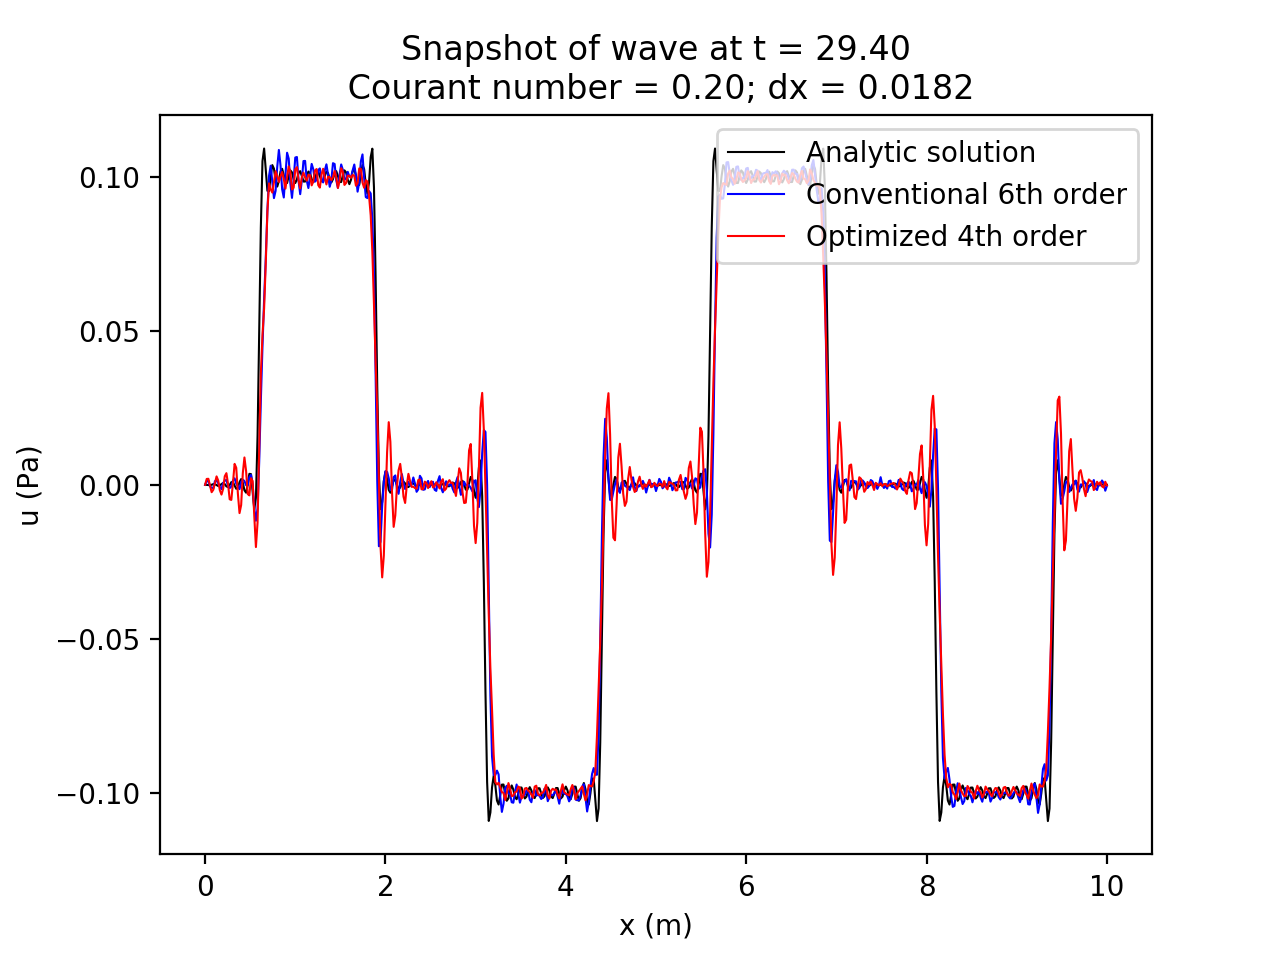 Snapshot of wave at t = 29.40
Courant number = 0.20; dx = 0.0182
Analytic solution
Conventional 6th order
Optimized 4th order
0.10
0.05
0.00
−0.05
−0.10
u (Pa)
0 2 4 6 8 10
x (m)